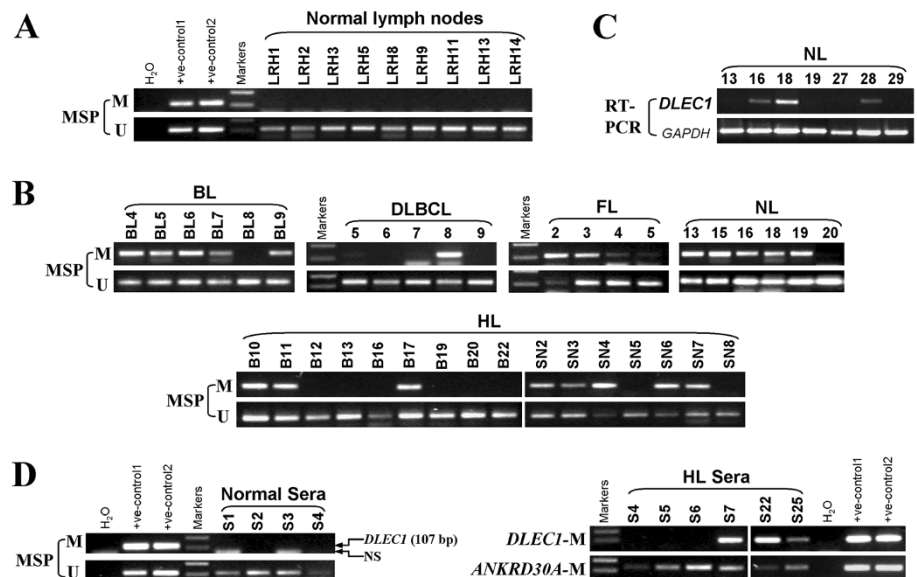 A
H2O +ve-control1 +ve-control2 Markers
Normal lymph nodes
LRH1 LRH2 LRH3 LRH5 LRH8 LRH9 LRH11 LRH13 LRH14
MSP M
U
C
NL
13 16 18 19 27 28 29
RT-PCR DLEC1
GAPDH
B
BL
BL4 BL5 BL6 BL7 BL8 BL9
Markers
DLBCL
5 6 7 8 9
Markers
FL
2 3 4 5
NL
13 15 16 18 19 20
MSP M
U
HL
B10 B11 B12 B13 B16 B17 B19 B20 B22 SN2 SN3 SN4 SN5 SN6 SN7 SN8
MSP M
U
D
H2O +ve-control1 +ve-control2 Markers
Normal Sera
S1 S2 S3 S4
MSP M
U
DLEC1 (107 bp)
NS
Markers
HL Sera
S4 S5 S6 S7 S22 S25
H2O +ve-control1 +ve-control2
DLEC1-M
ANKRD30A-M